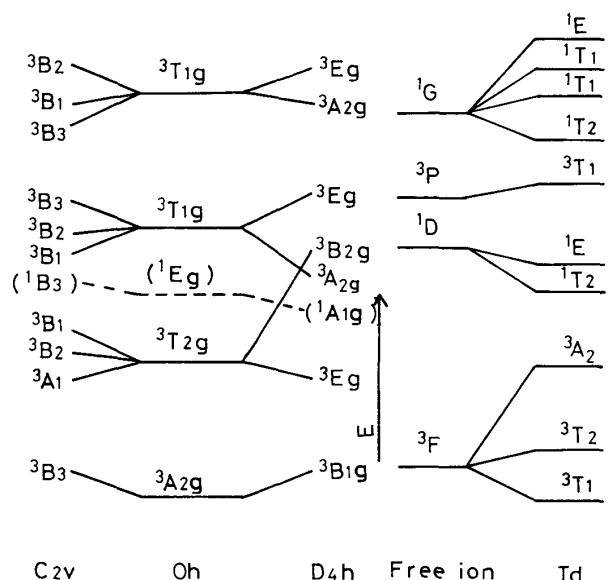 ³B₂
³B₁
³B₃
³T₁g
³Eg
³A₂g
³B₃
³B₂
³B₁
³T₁g
³Eg
³B₂g
³A₂g
(¹B₃)
(¹Eg)
(¹A₁g)
³B₁
³B₂
³A₁
³T₂g
³Eg
³B₃
³A₂g
³B₁g
E
¹G
³P
¹D
³F
¹E
¹T₁
¹T₁
¹T₂
³T₁
¹E
¹T₂
³A₂
³T₂
³T₁
C₂v Oh D₄h Free ion Td